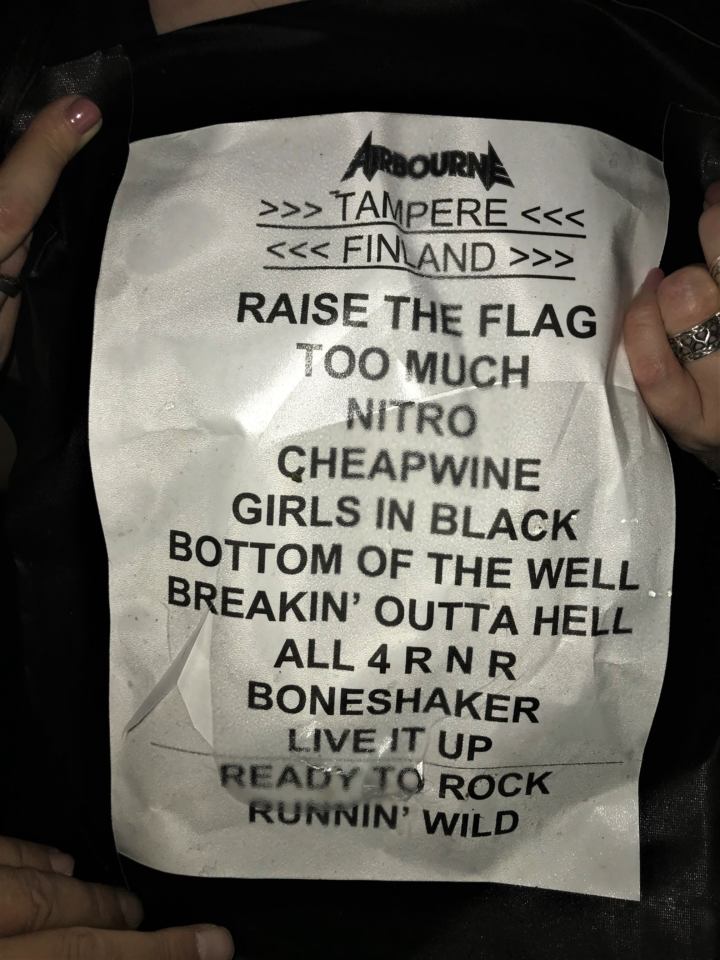 AIRBOURNE
>>> TAMPERE <<<
<<< FINLAND >>>
RAISE THE FLAG
TOO MUCH
NITRO
CHEAPWINE
GIRLS IN BLACK
BOTTOM OF THE WELL
BREAKIN’ OUTTA HELL
ALL 4 R N R
BONESHAKER
LIVE IT UP
READY TO ROCK
RUNNIN’ WILD